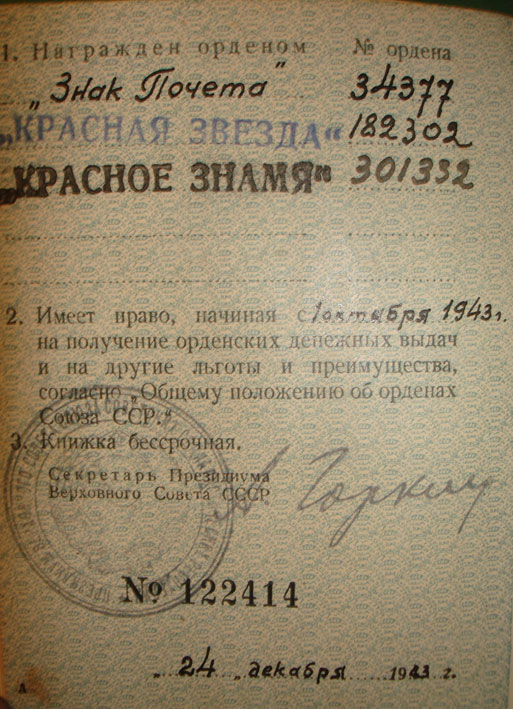 1. Награжден орденом № ордена
„Знак Почета" 34377
„КРАСНАЯ ЗВЕЗДА“ 182302
„КРАСНОЕ ЗНАМЯ" 301332
2. Имеет право, начиная с 1 октября 1943 г.
на получение орденских денежных выдач
и на другие льготы и преимущества,
согласно „Общему положению об орденах
Союза ССР.“
3. Книжка бессрочная.
Секретарь Президиума
Верховного Совета СССР
А. Горкин
№ 122414
„24„ декабря 1943 г.
А